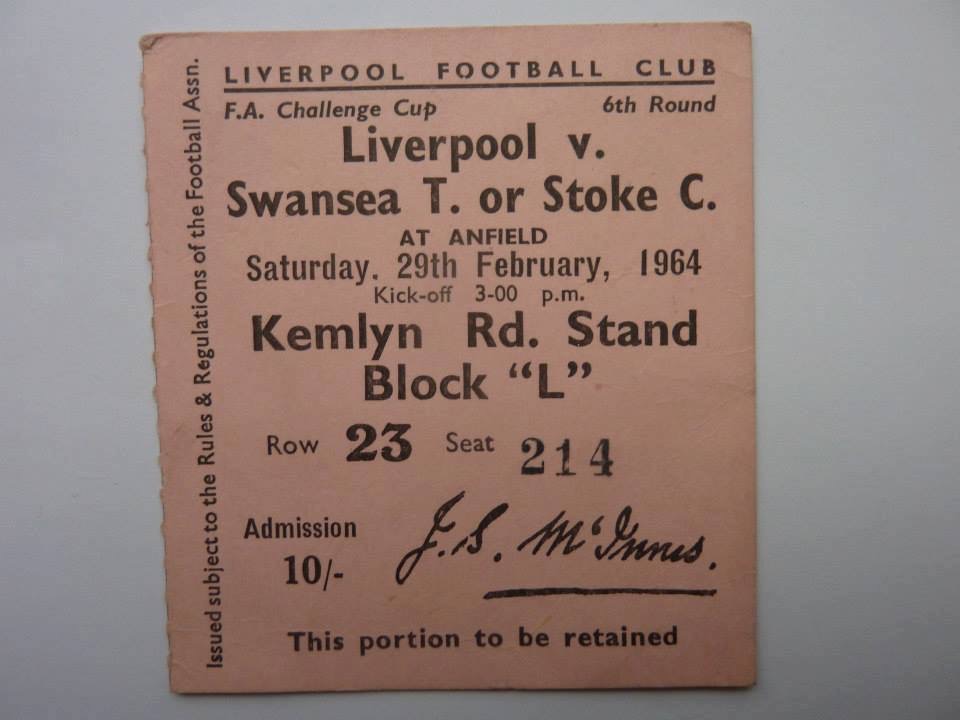 Issued subject to the Rules & Regulations of the Football Assn.
LIVERPOOL FOOTBALL CLUB
F.A. Challenge Cup 6th Round
Liverpool v.
Swansea T. or Stoke C.
AT ANFIELD
Saturday. 29th February, 1964
Kick-off 3-00 p.m.
Kemlyn Rd. Stand
Block "L"
Row 23 Seat 214
Admission
10/-
J.S. McInnes.
This portion to be retained